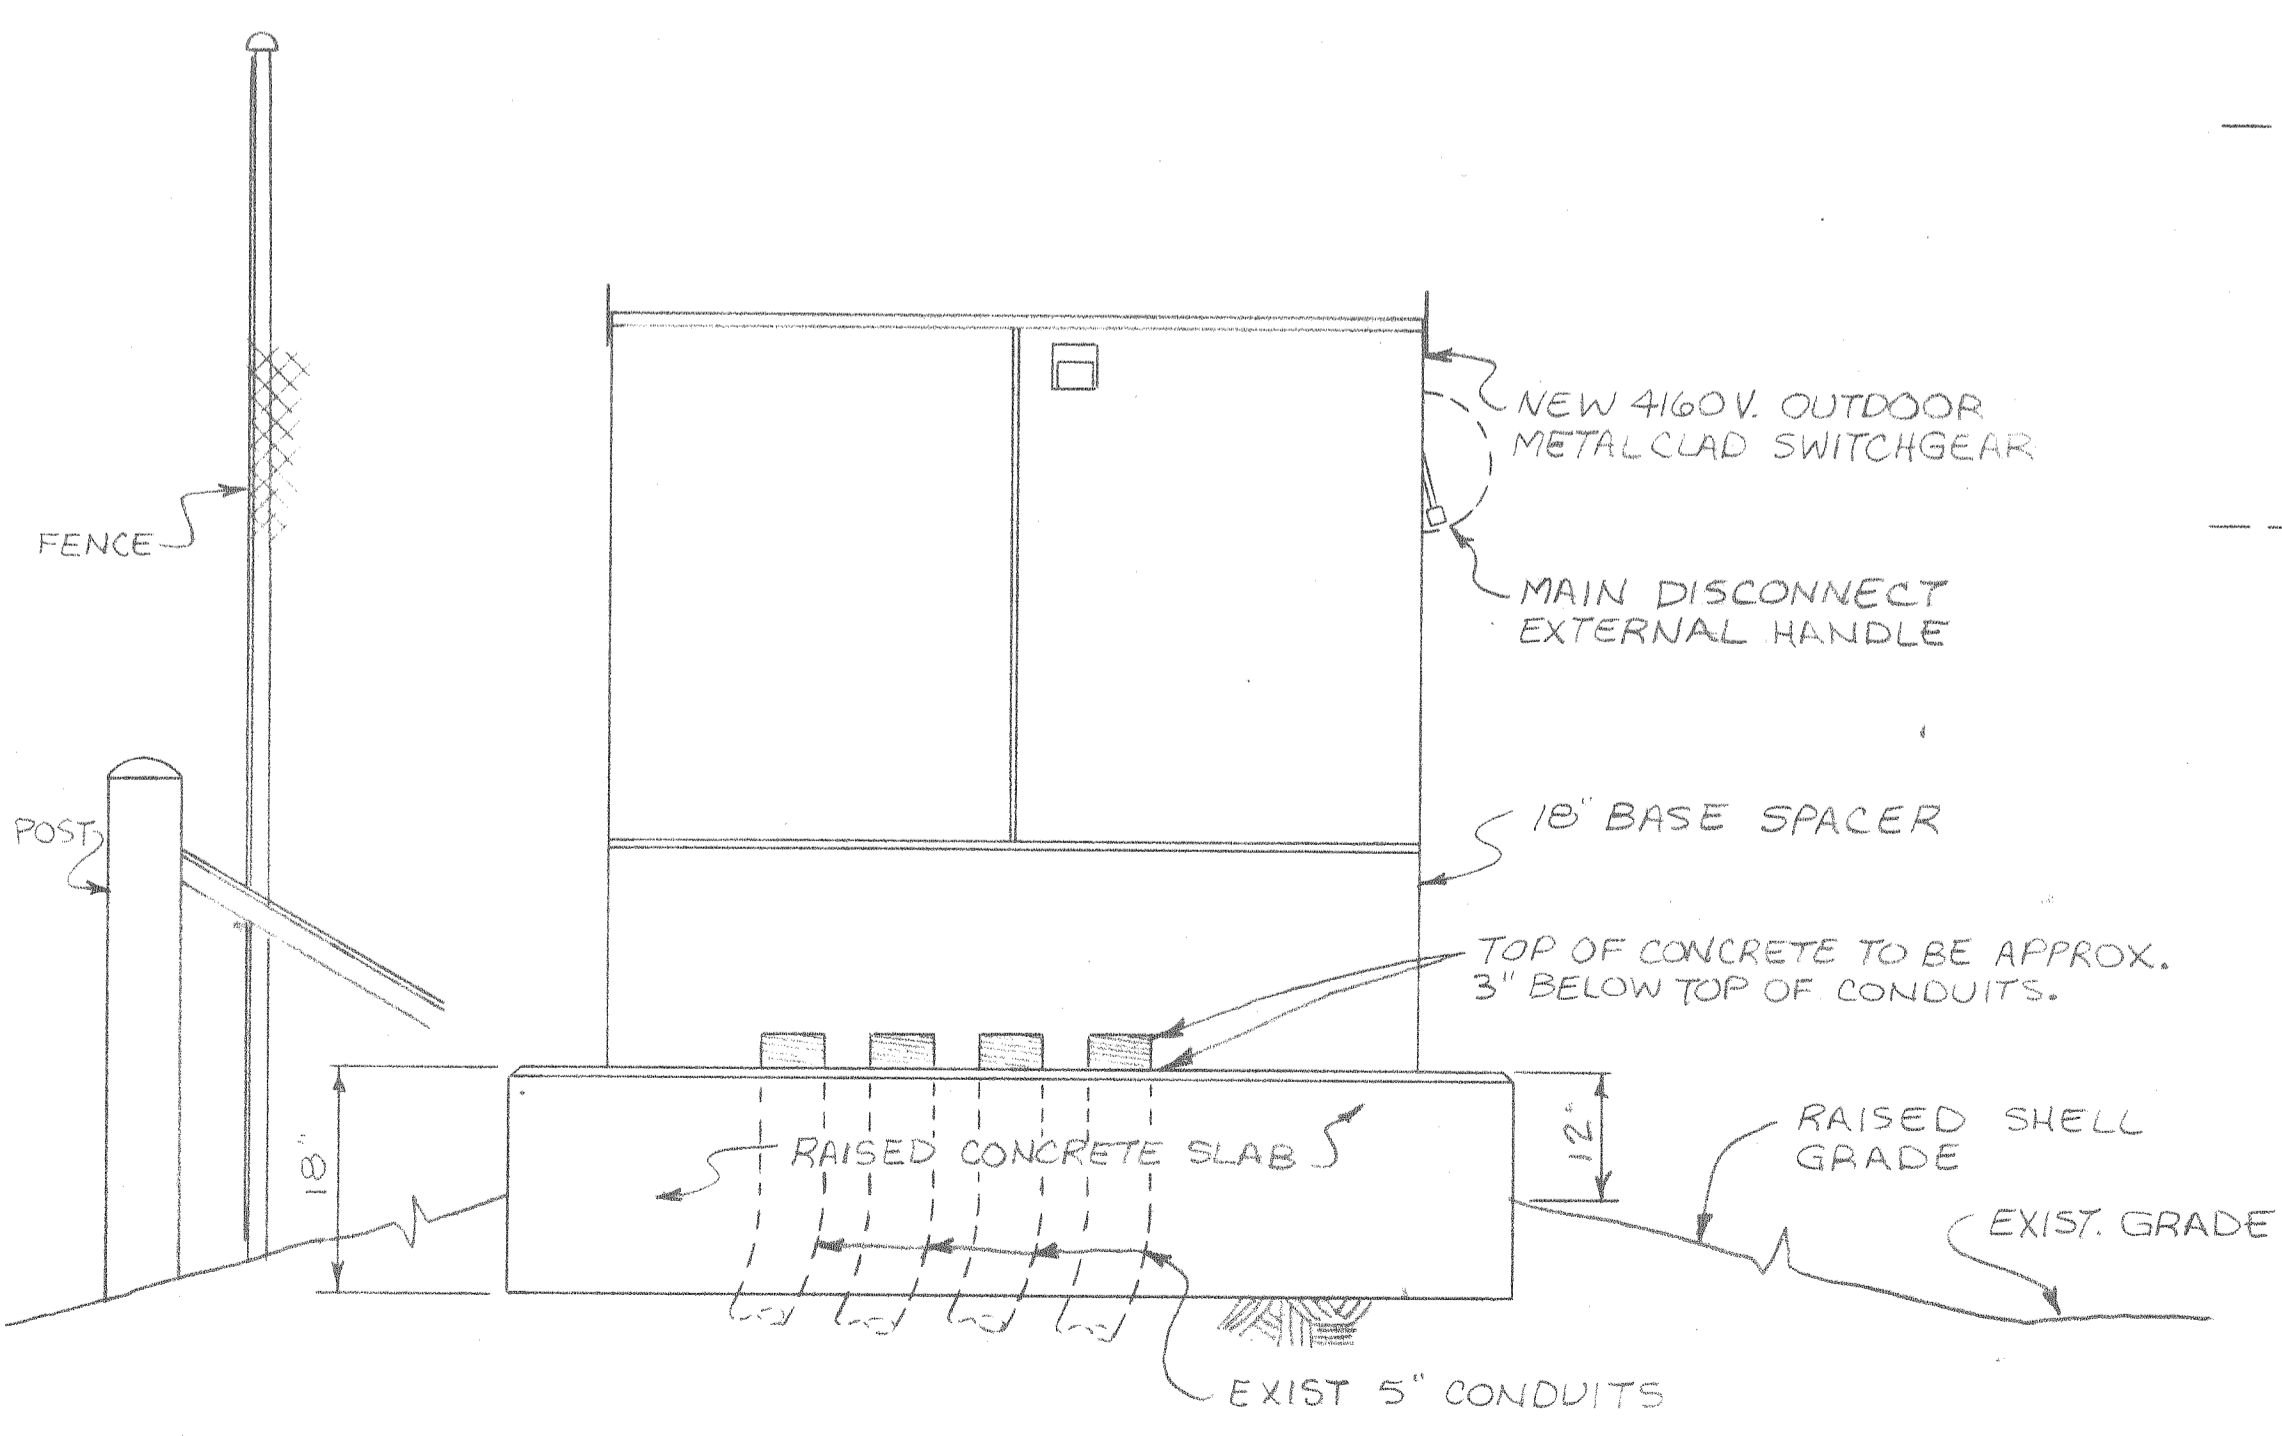 NEW 4160V. OUTDOOR
METALCLAD SWITCHGEAR
FENCE
MAIN DISCONNECT
EXTERNAL HANDLE
18" BASE SPACER
POST
TOP OF CONCRETE TO BE APPROX.
3" BELOW TOP OF CONDUITS.
18"
RAISED CONCRETE SLAB
12"
RAISED SHELL
GRADE
EXIST. GRADE
EXIST 5" CONDUITS